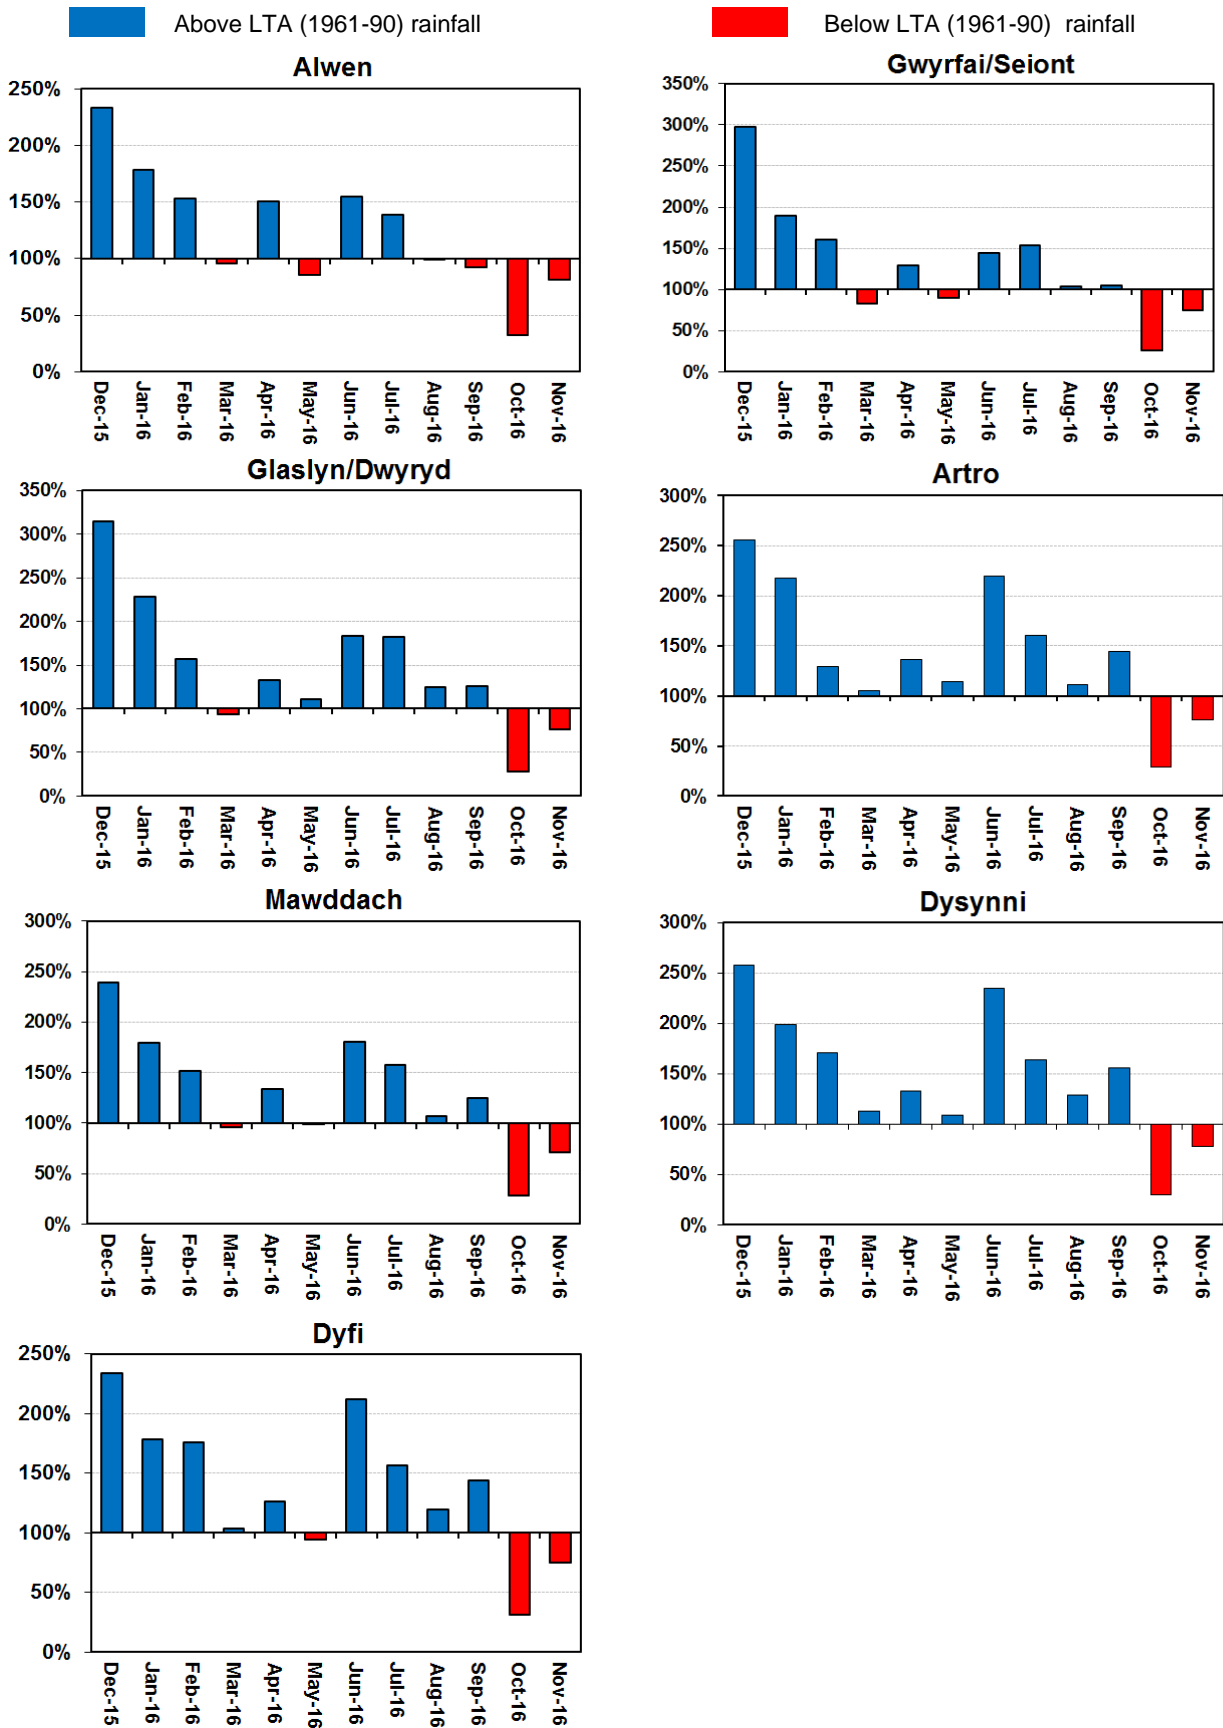 Above LTA (1961-90) rainfall
Below LTA (1961-90) rainfall
Alwen
250%
200%
150%
100%
50%
0%
Dec-15
Jan-16
Feb-16
Mar-16
Apr-16
May-16
Jun-16
Jul-16
Aug-16
Sep-16
Oct-16
Nov-16
Gwyrfai/Seiont
350%
300%
250%
200%
150%
100%
50%
0%
Dec-15
Jan-16
Feb-16
Mar-16
Apr-16
May-16
Jun-16
Jul-16
Aug-16
Sep-16
Oct-16
Nov-16
Glaslyn/Dwyryd
350%
300%
250%
200%
150%
100%
50%
0%
Dec-15
Jan-16
Feb-16
Mar-16
Apr-16
May-16
Jun-16
Jul-16
Aug-16
Sep-16
Oct-16
Nov-16
Artro
300%
250%
200%
150%
100%
50%
0%
Dec-15
Jan-16
Feb-16
Mar-16
Apr-16
May-16
Jun-16
Jul-16
Aug-16
Sep-16
Oct-16
Nov-16
Mawddach
300%
250%
200%
150%
100%
50%
0%
Dec-15
Jan-16
Feb-16
Mar-16
Apr-16
May-16
Jun-16
Jul-16
Aug-16
Sep-16
Oct-16
Nov-16
Dysynni
300%
250%
200%
150%
100%
50%
0%
Dec-15
Jan-16
Feb-16
Mar-16
Apr-16
May-16
Jun-16
Jul-16
Aug-16
Sep-16
Oct-16
Nov-16
Dyfi
250%
200%
150%
100%
50%
0%
Dec-15
Jan-16
Feb-16
Mar-16
Apr-16
May-16
Jun-16
Jul-16
Aug-16
Sep-16
Oct-16
Nov-16